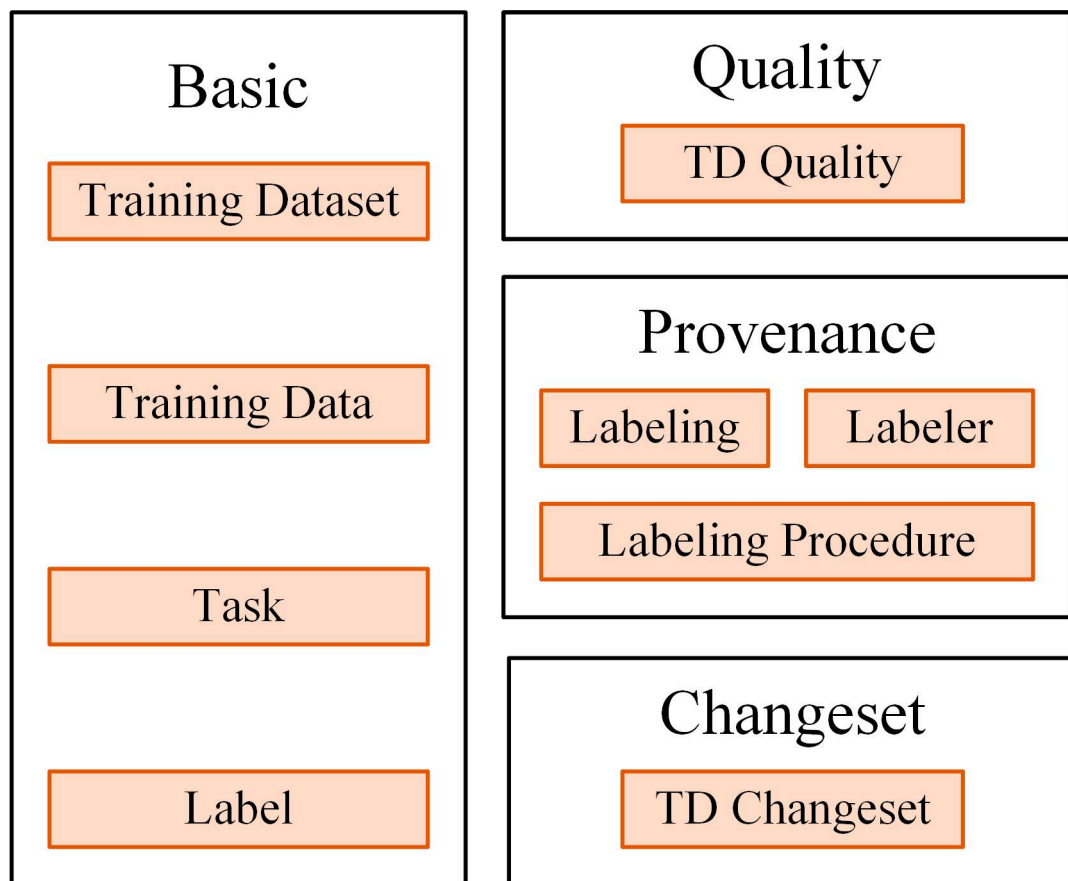 Basic
Training Dataset
Training Data
Task
Label
Quality
TD Quality
Provenance
Labeling
Labeler
Labeling Procedure
Changeset
TD Changeset